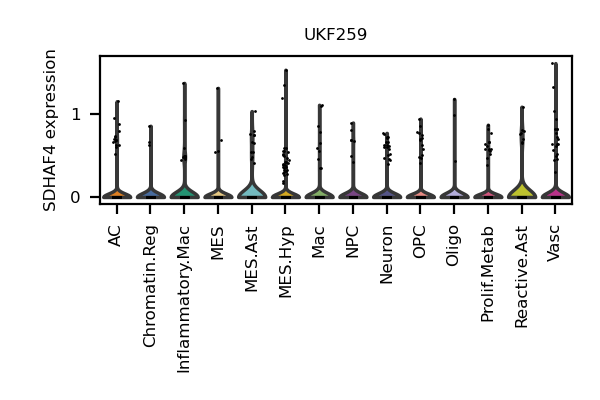 UKF259
SDHAF4 expression
1
0
AC
Chromatin.Reg
Inflammatory.Mac
MES
MES.Ast
MES.Hyp
Mac
NPC
Neuron
OPC
Oligo
Prolif.Metab
Reactive.Ast
Vasc